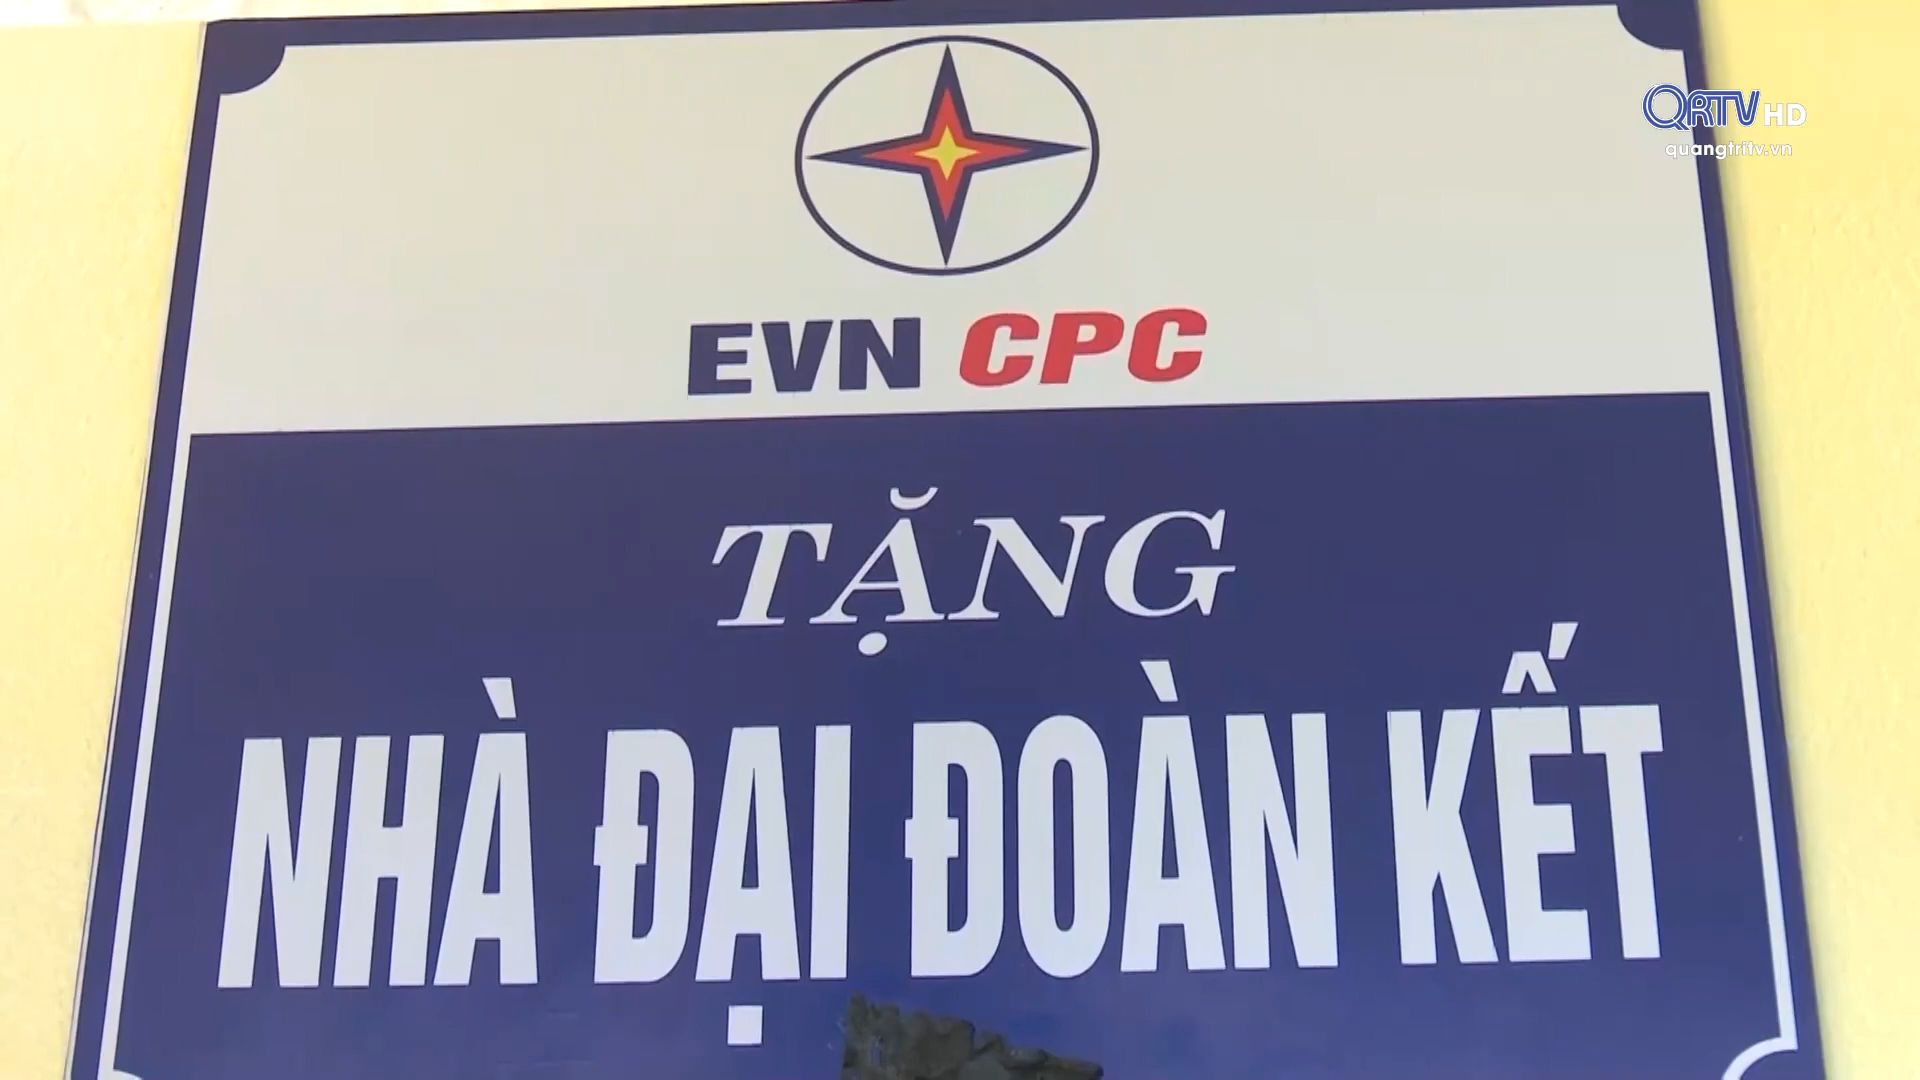 QRTV HD
quangtritv.vn
EVN CPC
TẶNG
NHÀ ĐẠI ĐOÀN KẾT